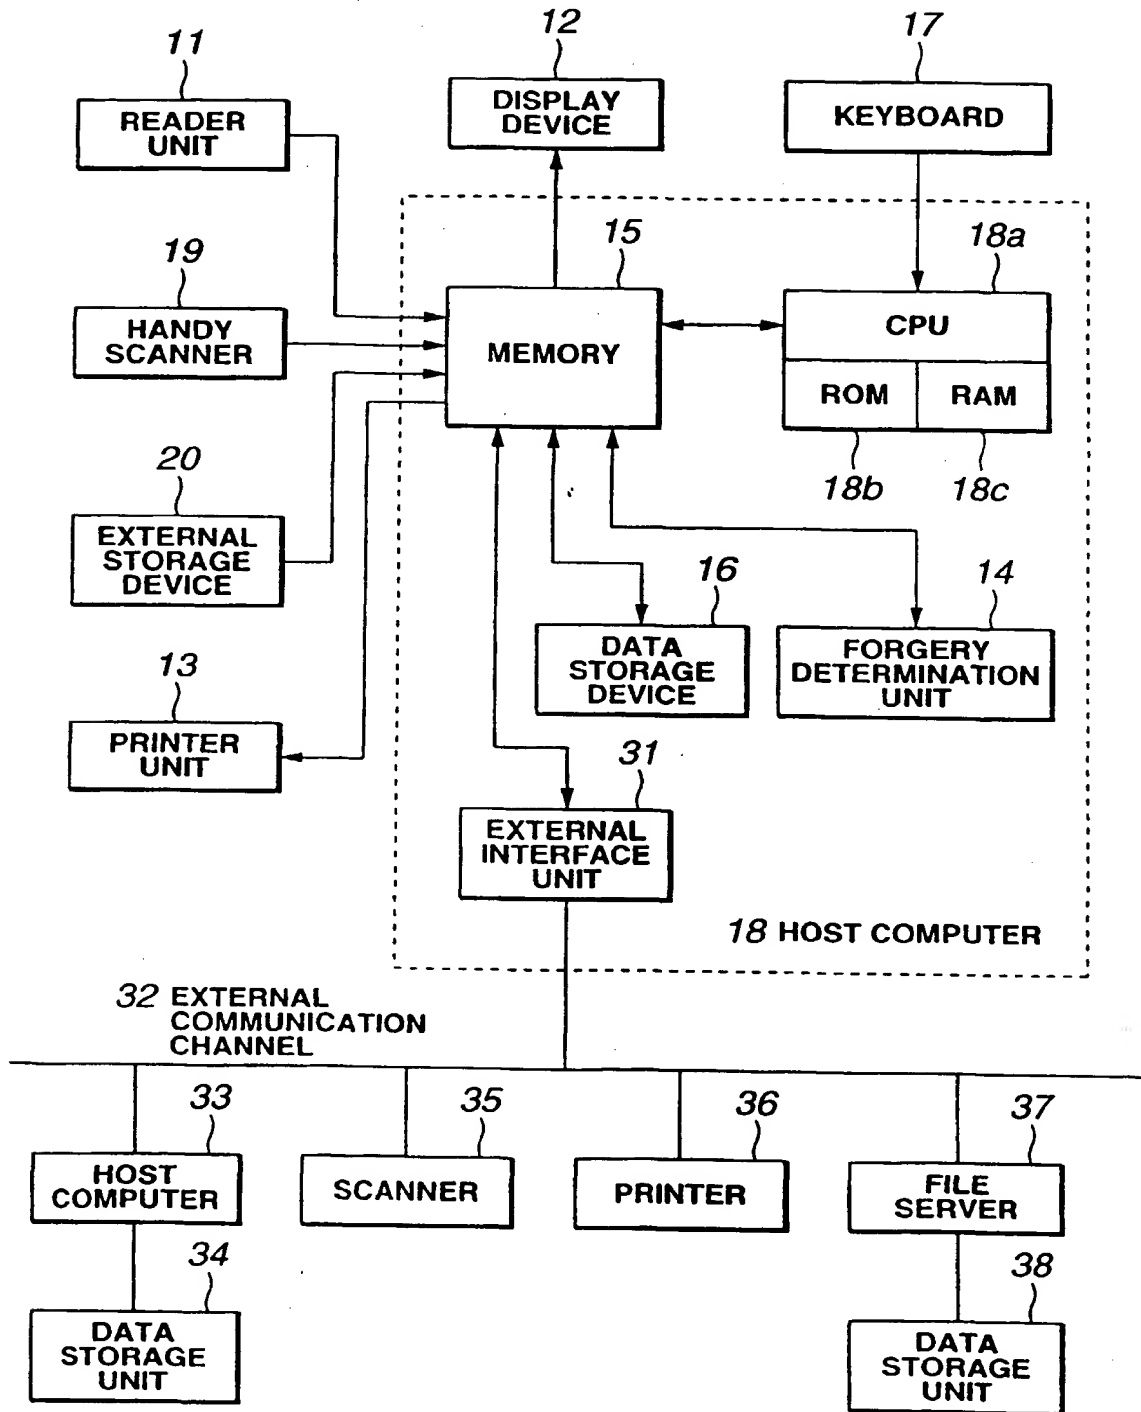 11
READER
UNIT
12
DISPLAY
DEVICE
17
KEYBOARD
19
HANDY
SCANNER
15
MEMORY
18a
CPU
ROM
RAM
18b
18c
20
EXTERNAL
STORAGE
DEVICE
16
DATA
STORAGE
DEVICE
14
FORGERY
DETERMINATION
UNIT
13
PRINTER
UNIT
31
EXTERNAL
INTERFACE
UNIT
18 HOST COMPUTER
32 EXTERNAL
COMMUNICATION
CHANNEL
33
HOST
COMPUTER
35
SCANNER
36
PRINTER
37
FILE
SERVER
34
DATA
STORAGE
UNIT
38
DATA
STORAGE
UNIT